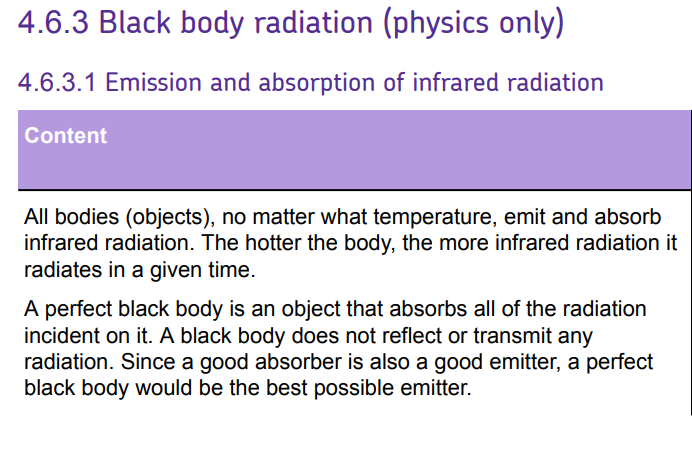 4.6.3 Black body radiation (physics only)
4.6.3.1 Emission and absorption of infrared radiation
Content
All bodies (objects), no matter what temperature, emit and absorb
infrared radiation. The hotter the body, the more infrared radiation it
radiates in a given time.
A perfect black body is an object that absorbs all of the radiation
incident on it. A black body does not reflect or transmit any
radiation. Since a good absorber is also a good emitter, a perfect
black body would be the best possible emitter.